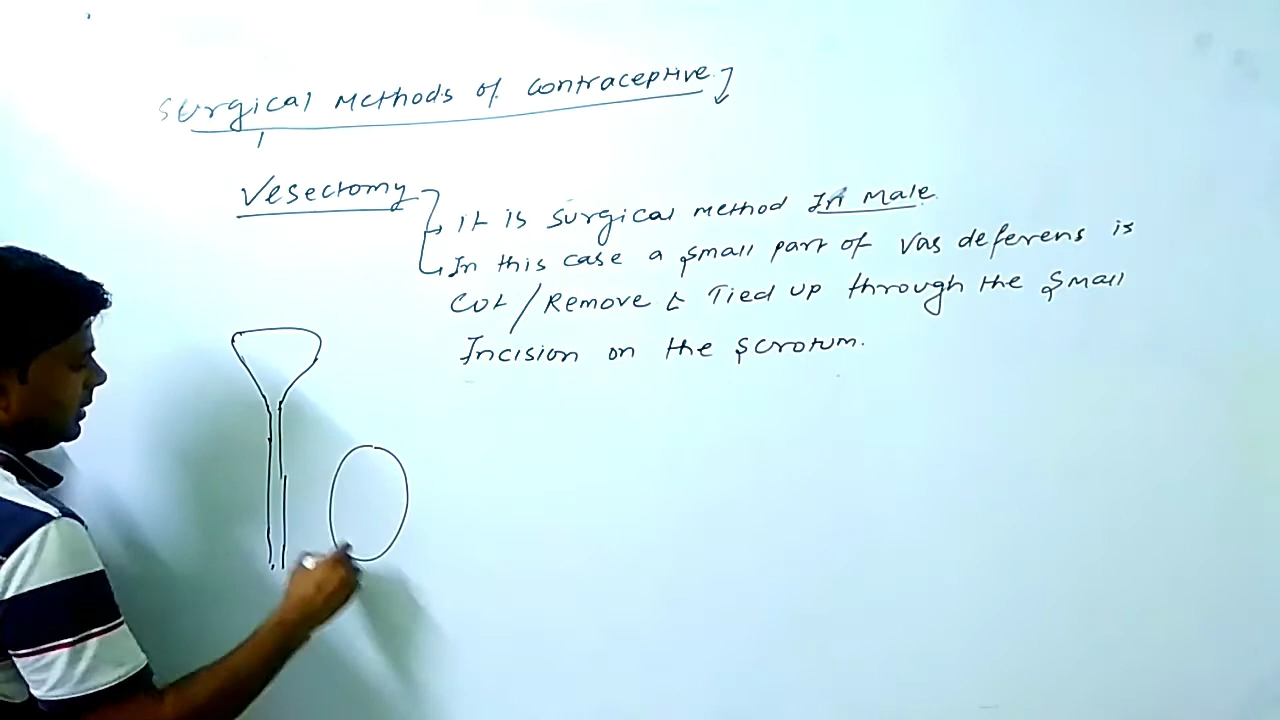 Surgical Methods of Contraceptive
Vesectomy
It is surgical method In Male.
In this case a small part of vas deferens is
Cut / Remove & Tied up through the small
Incision on the scrotum.